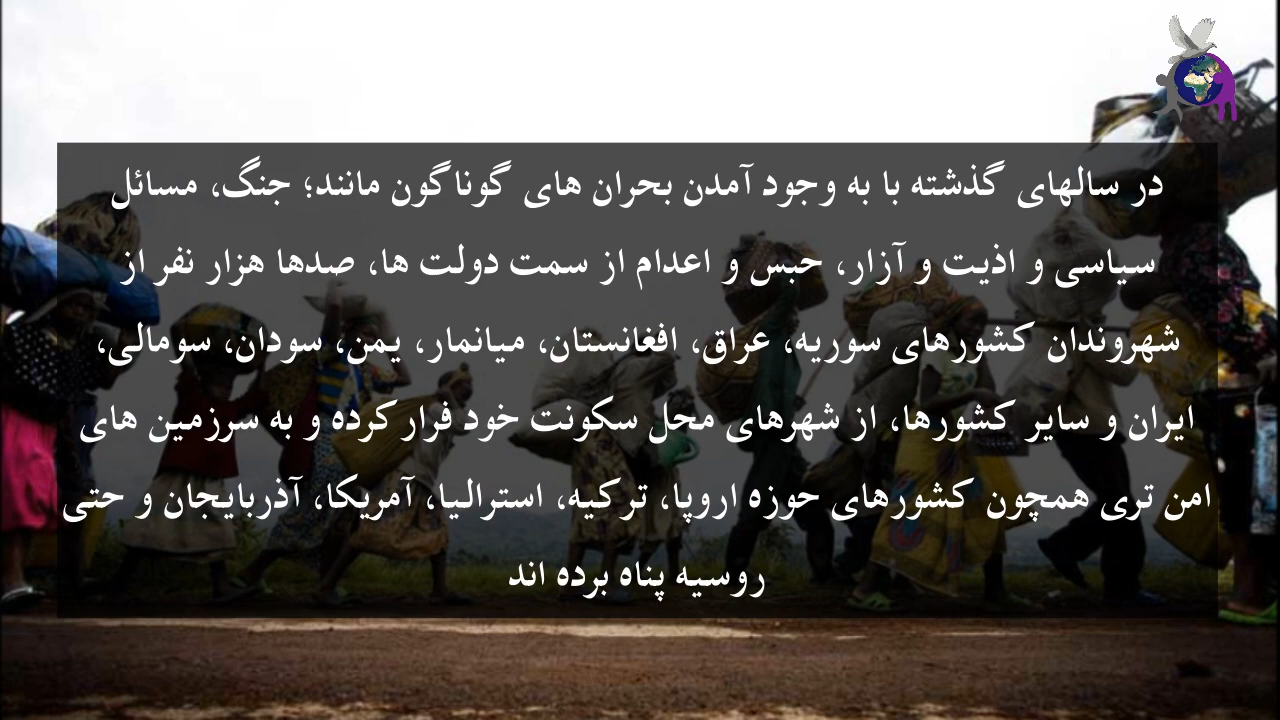 در سالهای گذشته با به وجود آمدن بحران های گوناگون مانند؛ جنگ، مسائل
سیاسی و اذیت و آزار، حبس و اعدام از سمت دولت ها، صدها هزار نفر از
شهروندان کشورهای سوریه، عراق، افغانستان، میانمار، یمن، سودان، سومالی،
ایران و سایر کشورها، از شهرهای محل سکونت خود فرار کرده و به سرزمین های
امن تری همچون کشورهای حوزه اروپا، ترکیه، استرالیا، آمریکا، آذربایجان و حتی
روسیه پناه برده اند